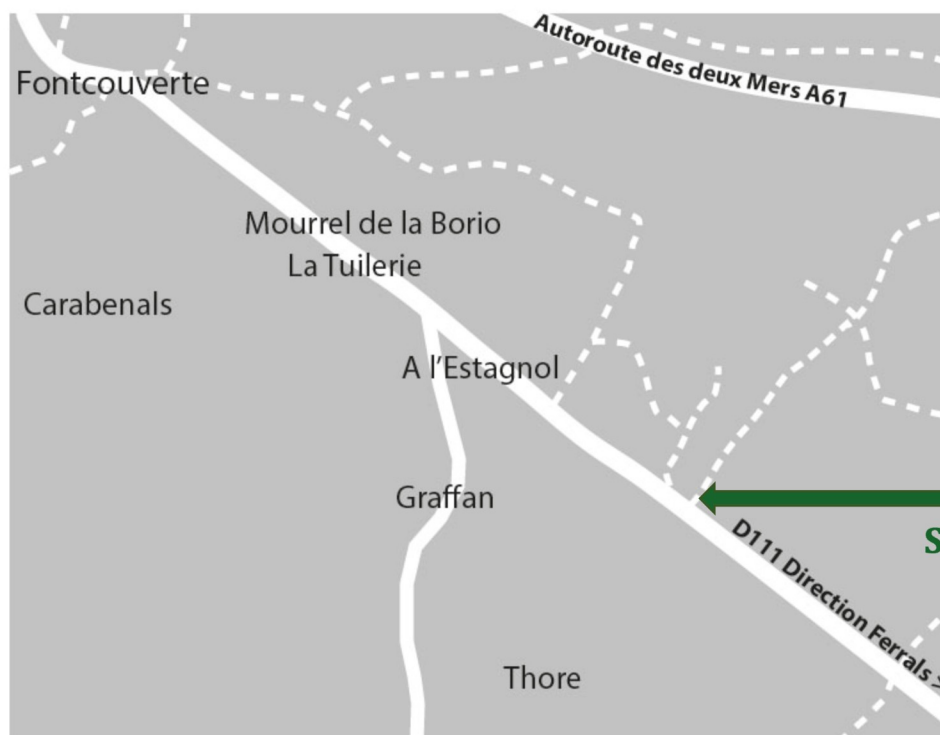 Autoroute des deux Mers A61
Fontcouverte
Mourrel de la Borio
La Tuilerie
Carabenals
A l'Estagnol
Graffan
S
D111 Direction Ferrals >
Thore